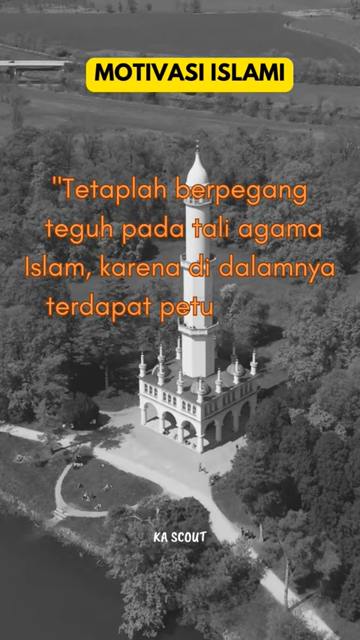 MOTIVASI ISLAMI
"Tetaplah berpegang
teguh pada tali agama
Islam, karena di dalamnya
terdapat petu
KA SCOUT